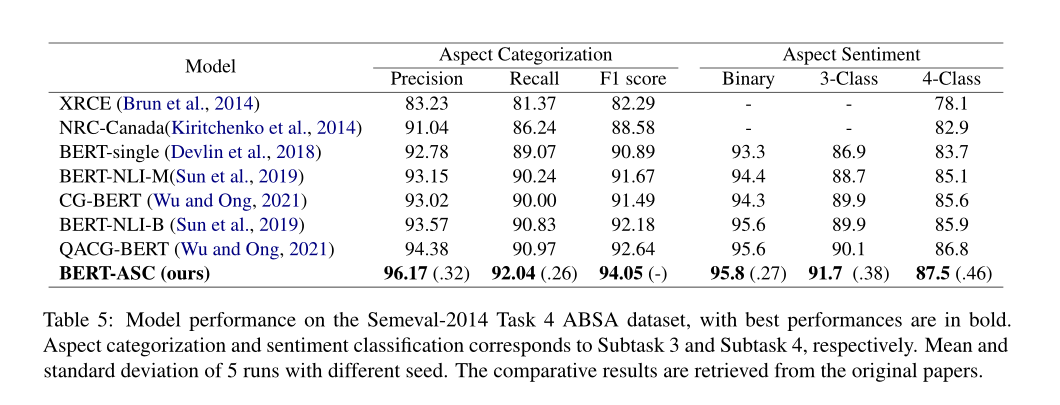 Model Aspect Categorization Aspect Sentiment
Precision Recall F1 score Binary 3-Class 4-Class
XRCE (Brun et al., 2014) 83.23 81.37 82.29 - - 78.1
NRC-Canada(Kiritchenko et al., 2014) 91.04 86.24 88.58 - - 82.9
BERT-single (Devlin et al., 2018) 92.78 89.07 90.89 93.3 86.9 83.7
BERT-NLI-M(Sun et al., 2019) 93.15 90.24 91.67 94.4 88.7 85.1
CG-BERT (Wu and Ong, 2021) 93.02 90.00 91.49 94.3 89.9 85.6
BERT-NLI-B (Sun et al., 2019) 93.57 90.83 92.18 95.6 89.9 85.9
QACG-BERT (Wu and Ong, 2021) 94.38 90.97 92.64 95.6 90.1 86.8
BERT-ASC (ours) 96.17 (.32) 92.04 (.26) 94.05 (-) 95.8 (.27) 91.7 (.38) 87.5 (.46)
Table 5: Model performance on the Semeval-2014 Task 4 ABSA dataset, with best performances are in bold.
Aspect categorization and sentiment classification corresponds to Subtask 3 and Subtask 4, respectively. Mean and
standard deviation of 5 runs with different seed. The comparative results are retrieved from the original papers.